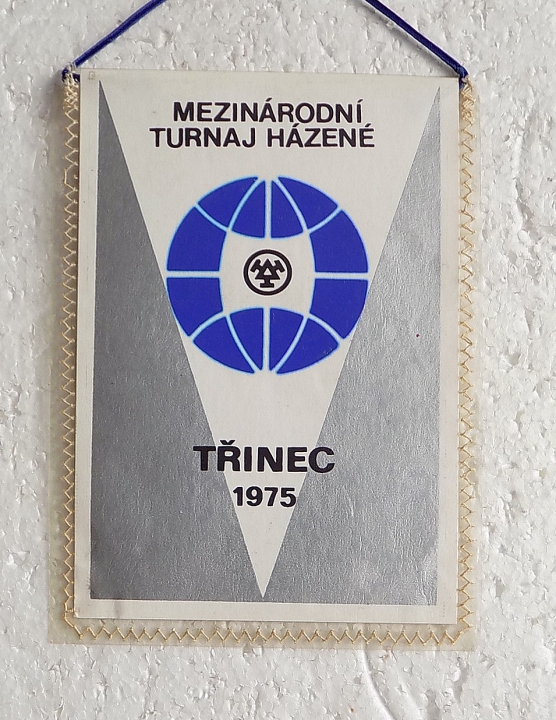 MEZINÁRODNÍ
TURNAJ HÁZENÉ
TŘINEC
1975